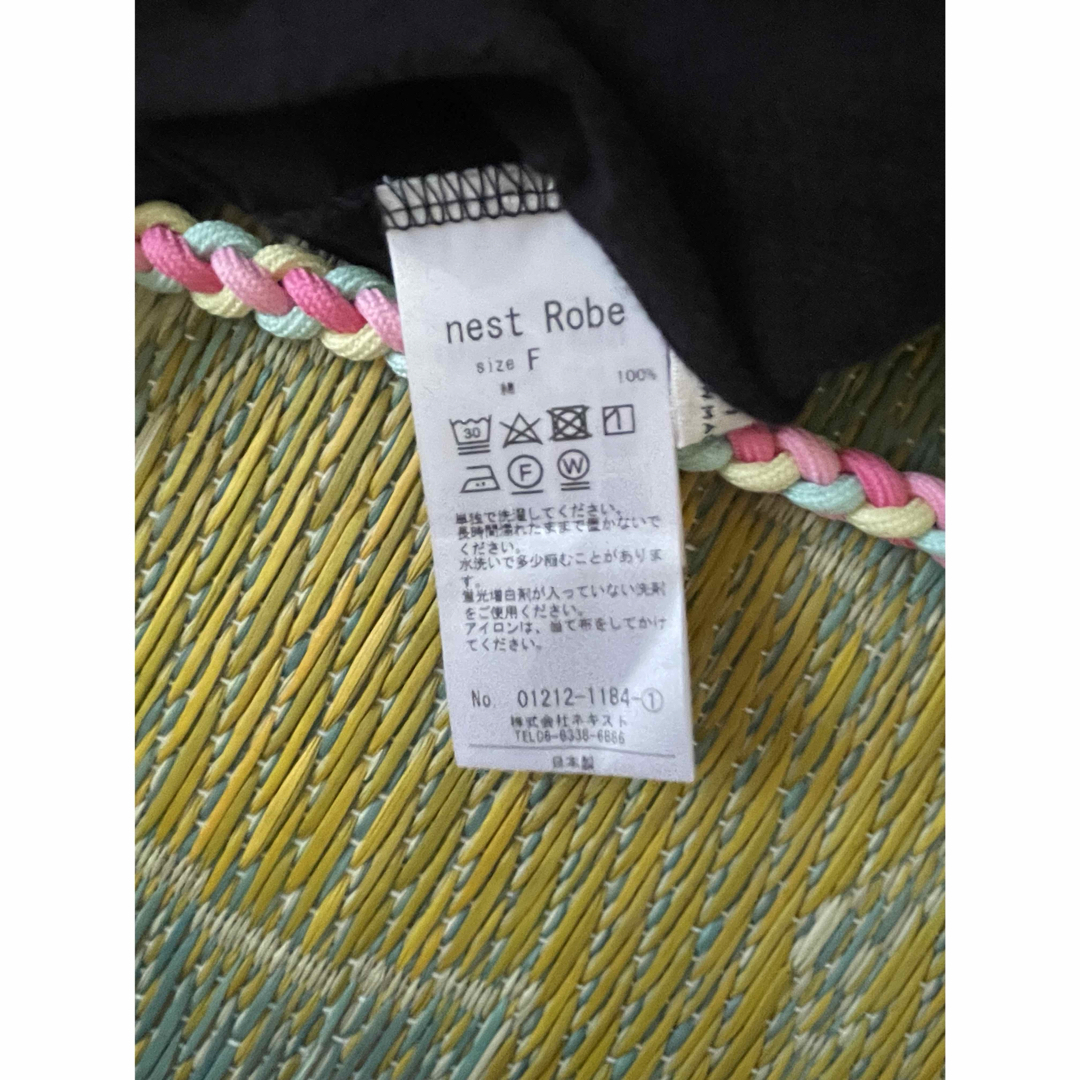 nest Robe
size F
綿 100%
30
F W
単独で洗濯してください。
長時間濡れたままで置かないで
ください。
水洗いで多少縮むことがありま
す。
蛍光増白剤が入っていない洗剤
をご使用ください。
アイロンは、当て布をしてかけ
てください。
No. 01212-1184-①
株式会社ネキスト
TEL06-6338-6886
日本製